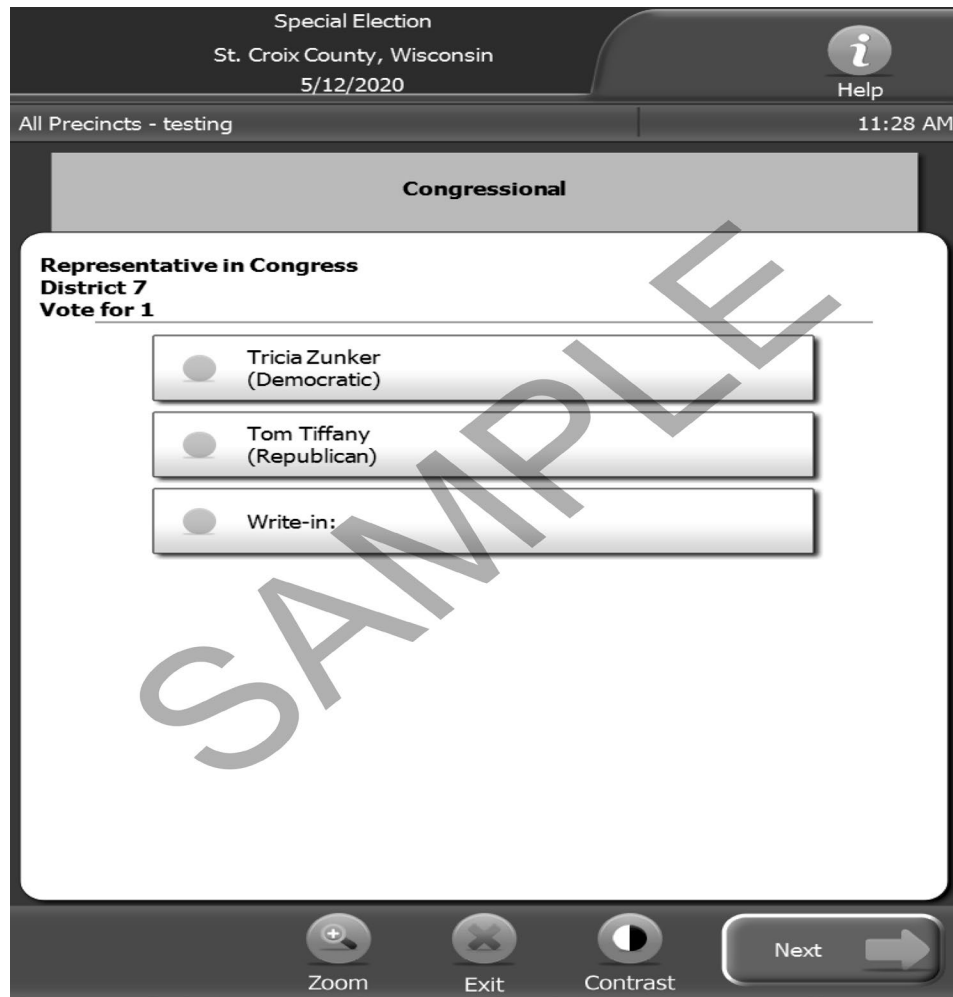 Special Election
St. Croix County, Wisconsin
5/12/2020
i
Help
All Precincts - testing
11:28 AM
Congressional
Representative in Congress
District 7
Vote for 1
Tricia Zunker
(Democratic)
Tom Tiffany
(Republican)
Write-in:
SAMPLE
Zoom
Exit
Contrast
Next